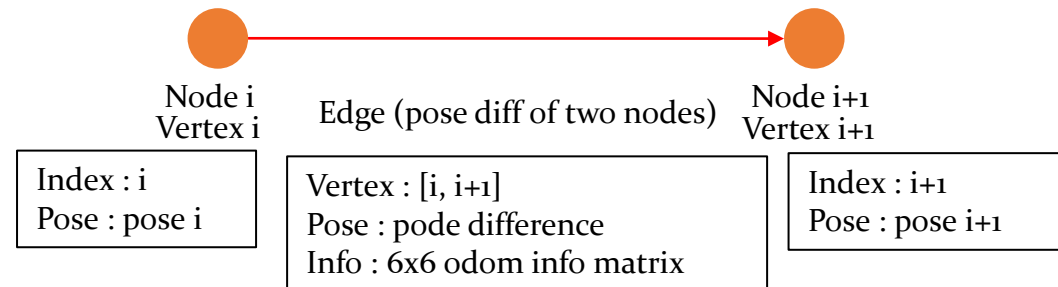 Node i
Vertex i
Edge (pose diff of two nodes)
Node i+1
Vertex i+1
Index : i
Pose : pose i
Vertex : [i, i+1]
Pose : pode difference
Info : 6x6 odom info matrix
Index : i+1
Pose : pose i+1